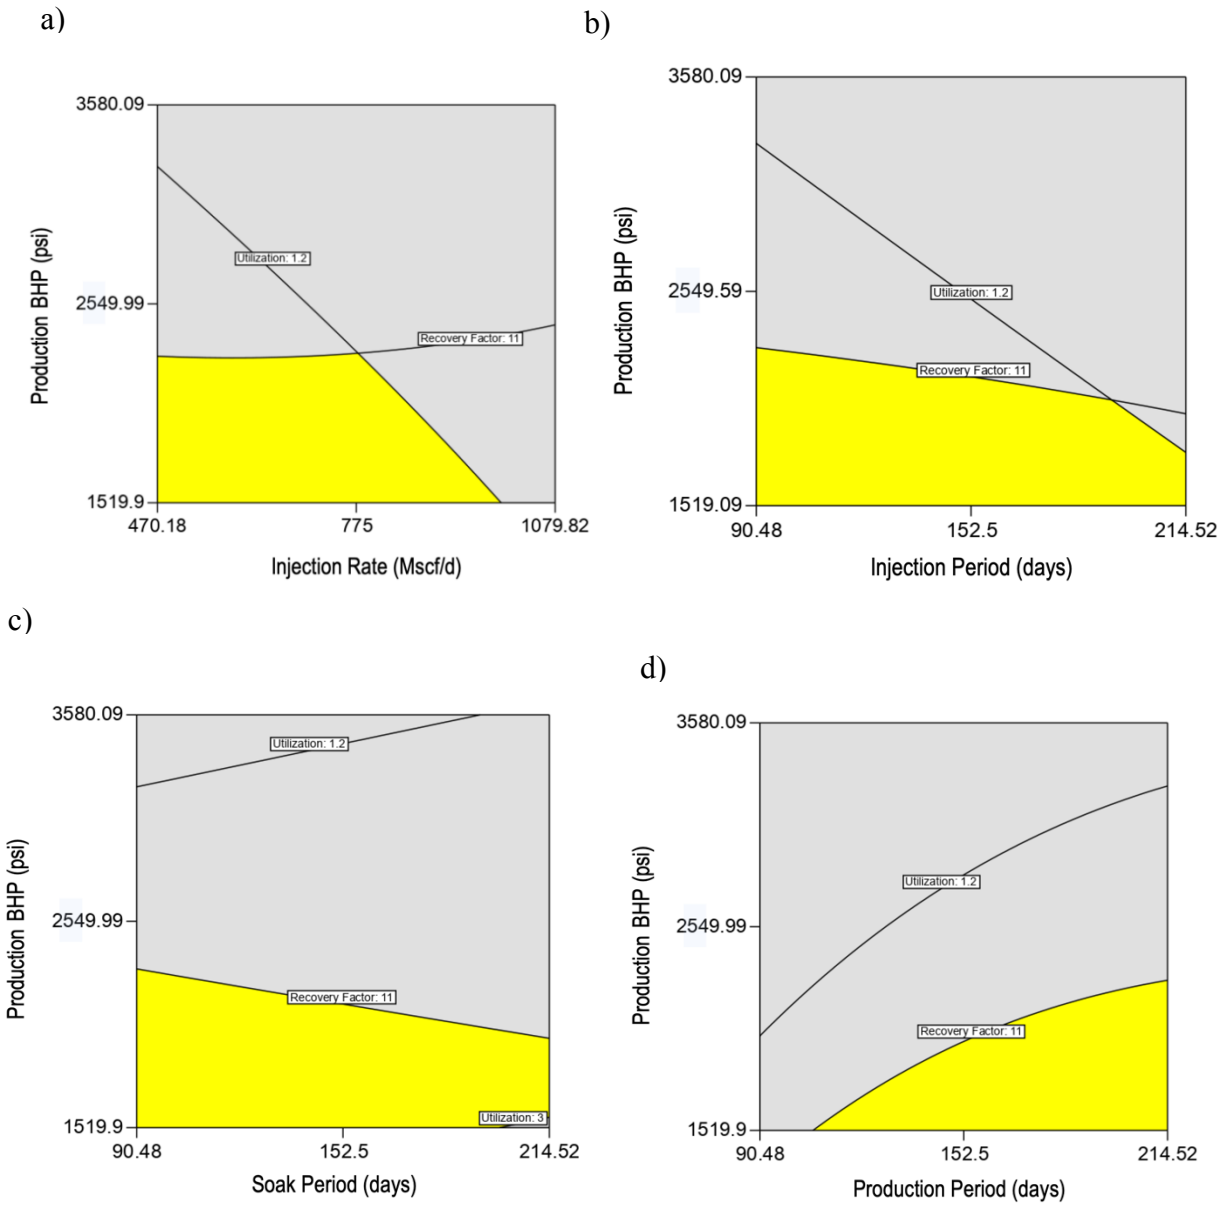 a)
3580.09
2549.99
1519.9
Production BHP (psi)
Utilization: 1.2
Recovery Factor: 11
470.18
775
1079.82
Injection Rate (Mscf/d)
b)
3580.09
2549.59
1519.09
Production BHP (psi)
Utilization: 1.2
Recovery Factor: 11
90.48
152.5
214.52
Injection Period (days)
c)
3580.09
2549.99
1519.9
Production BHP (psi)
Utilization: 1.2
Recovery Factor: 11
Utilization: 3
90.48
152.5
214.52
Soak Period (days)
d)
3580.09
2549.99
1519.9
Production BHP (psi)
Utilization: 1.2
Recovery Factor: 11
90.48
152.5
214.52
Production Period (days)